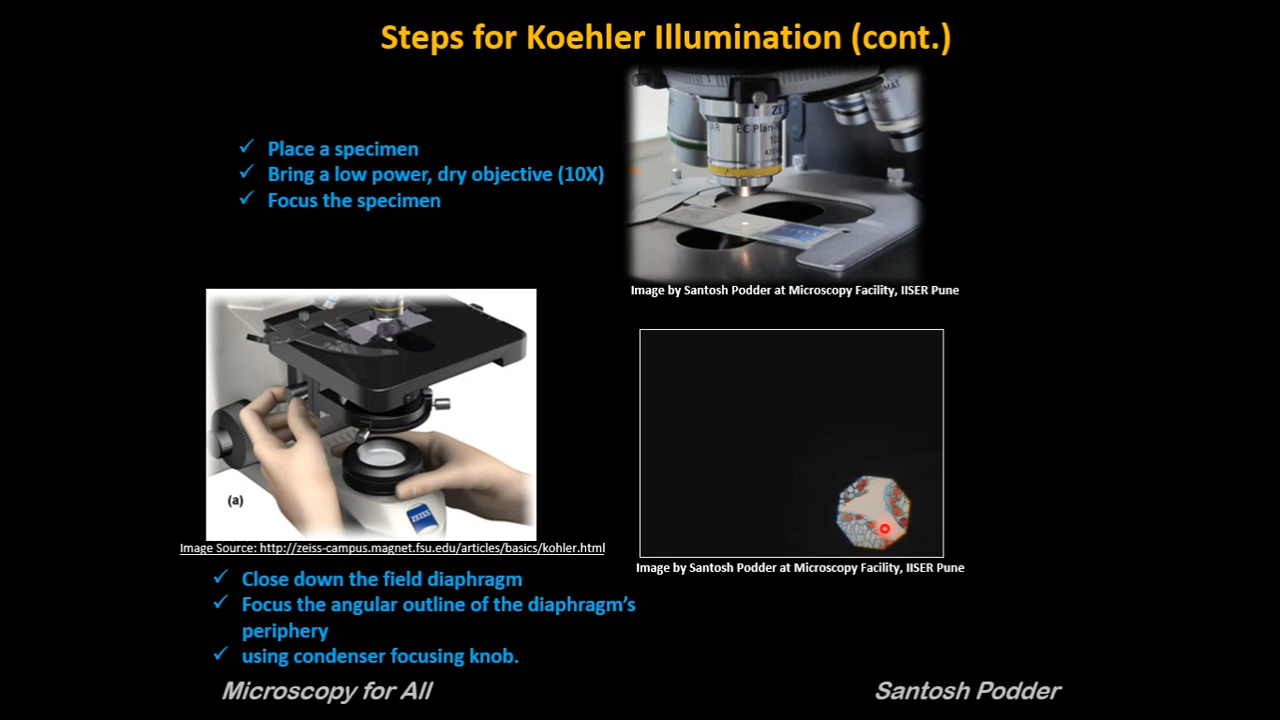 Steps for Koehler Illumination (cont.)
✓ Place a specimen
✓ Bring a low power, dry objective (10X)
✓ Focus the specimen
EC Plan-
Image by Santosh Podder at Microscopy Facility, IISER Pune
(a)
ZEISS
Image Source: http://zeiss-campus.magnet.fsu.edu/articles/basics/kohler.html
Image by Santosh Podder at Microscopy Facility, IISER Pune
✓ Close down the field diaphragm
✓ Focus the angular outline of the diaphragm’s
periphery
✓ using condenser focusing knob.
Microscopy for All
Santosh Podder